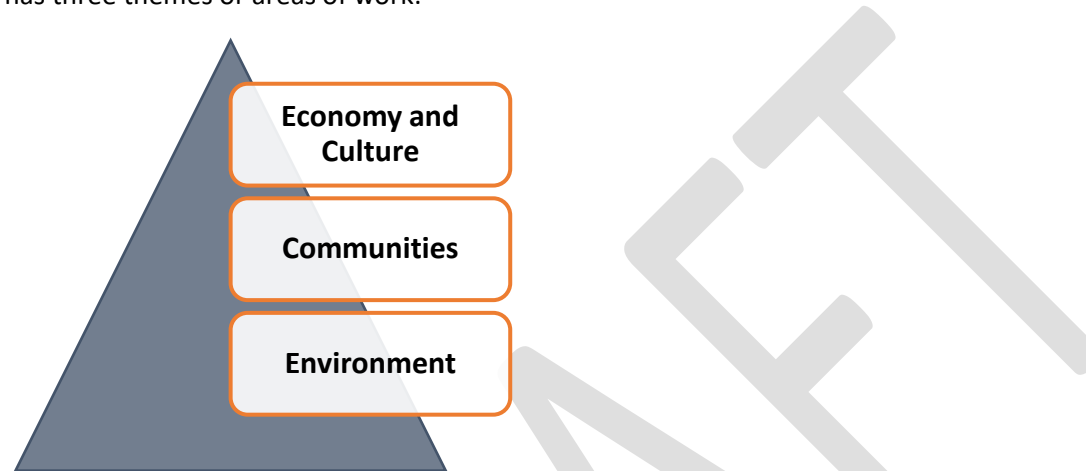 has three themes or areas of work.
Economy and
Culture
Communities
Environment